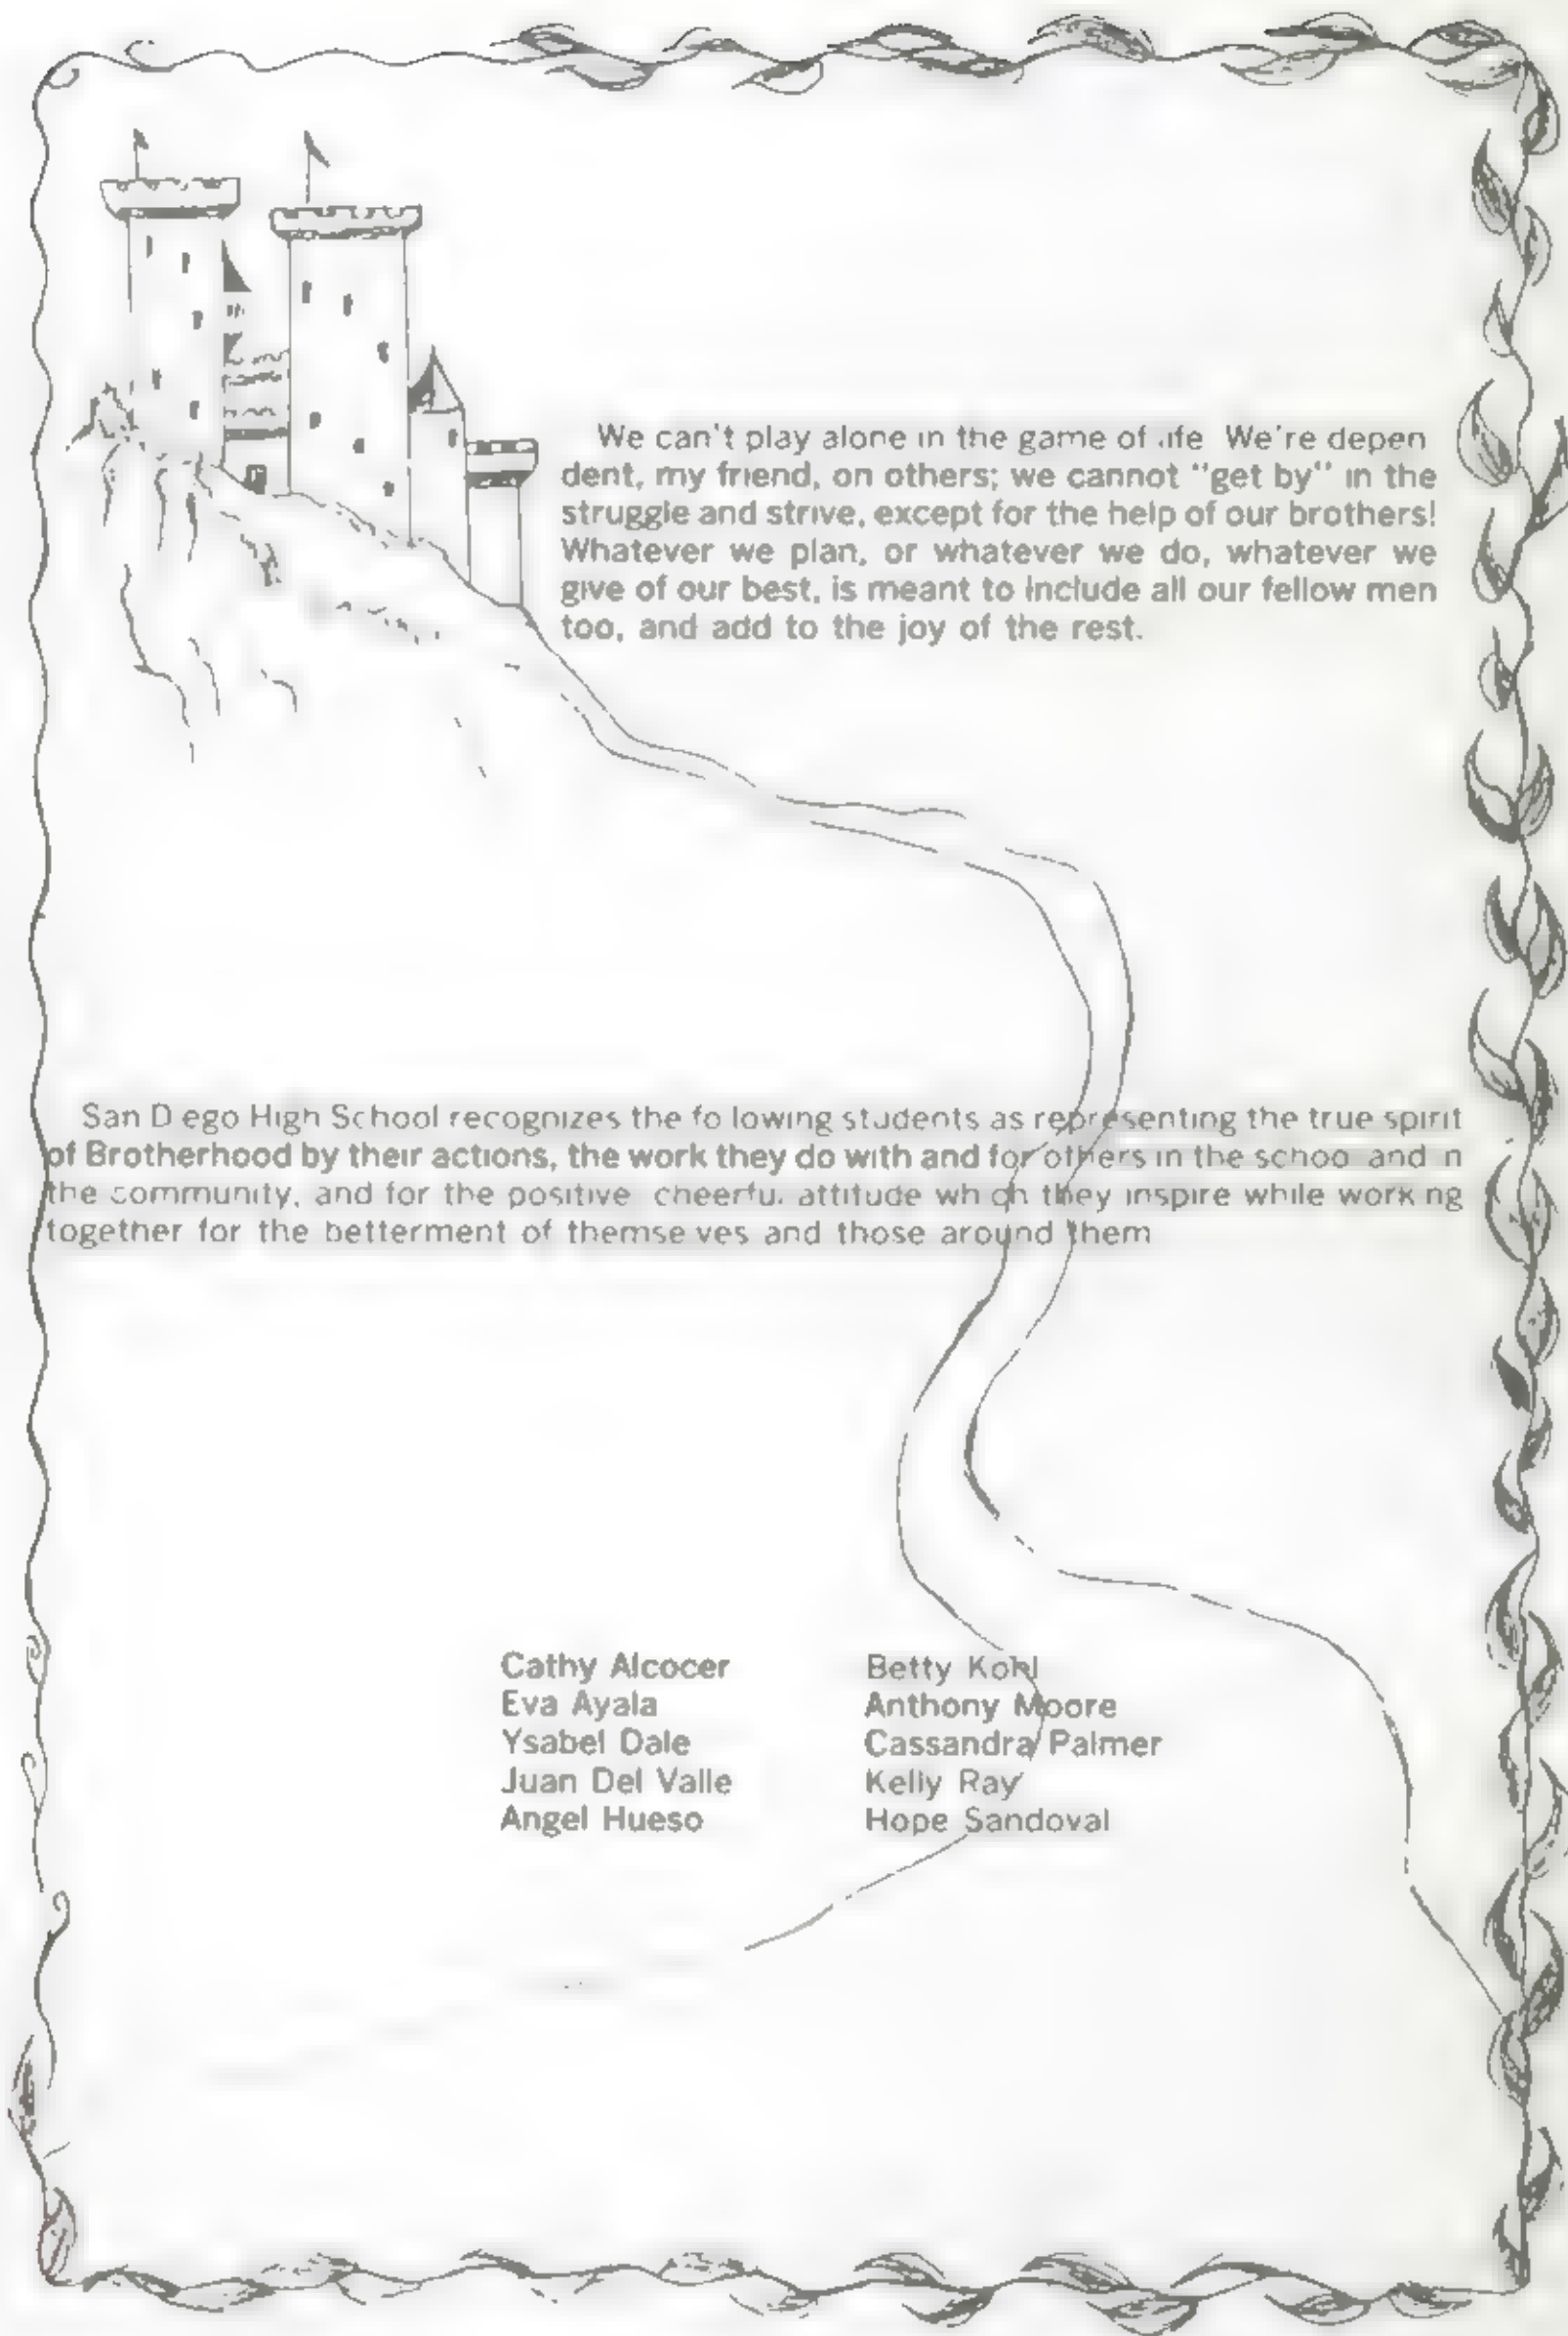 We can't play alone in the game of life We're depen
dent, my friend, on others; we cannot "get by" in the
struggle and strive, except for the help of our brothers!
Whatever we plan, or whatever we do, whatever we
give of our best, is meant to include all our fellow men
too, and add to the joy of the rest.
San Diego High School recognizes the following students as representing the true spirit
of Brotherhood by their actions, the work they do with and for others in the school and in
the community, and for the positive cheerful attitude which they inspire while working
together for the betterment of themselves and those around them
Cathy Alcocer
Eva Ayala
Ysabel Dale
Juan Del Valle
Angel Hueso
Betty Kohl
Anthony Moore
Cassandra Palmer
Kelly Ray
Hope Sandoval